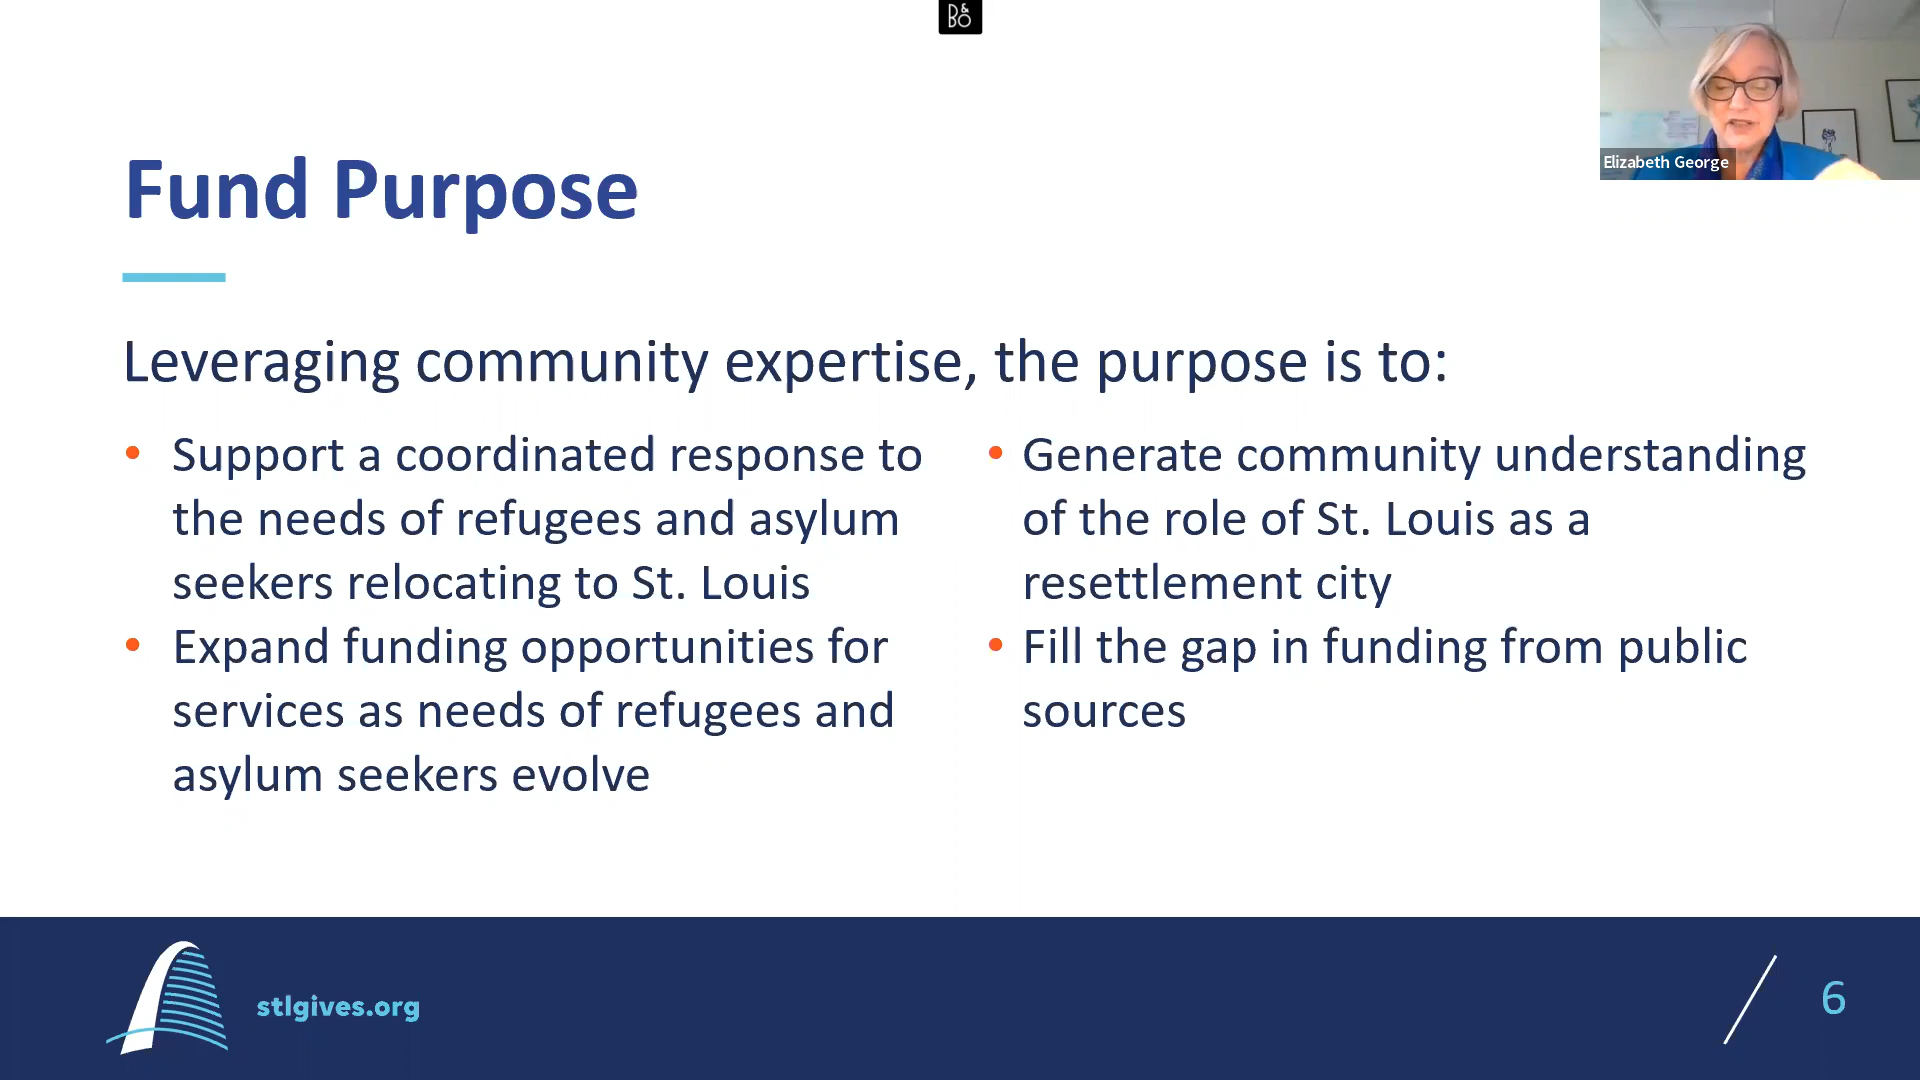 B&O
Elizabeth George
Fund Purpose
Leveraging community expertise, the purpose is to:
• Support a coordinated response to
the needs of refugees and asylum
seekers relocating to St. Louis
• Expand funding opportunities for
services as needs of refugees and
asylum seekers evolve
• Generate community understanding
of the role of St. Louis as a
resettlement city
• Fill the gap in funding from public
sources
stlgives.org
6